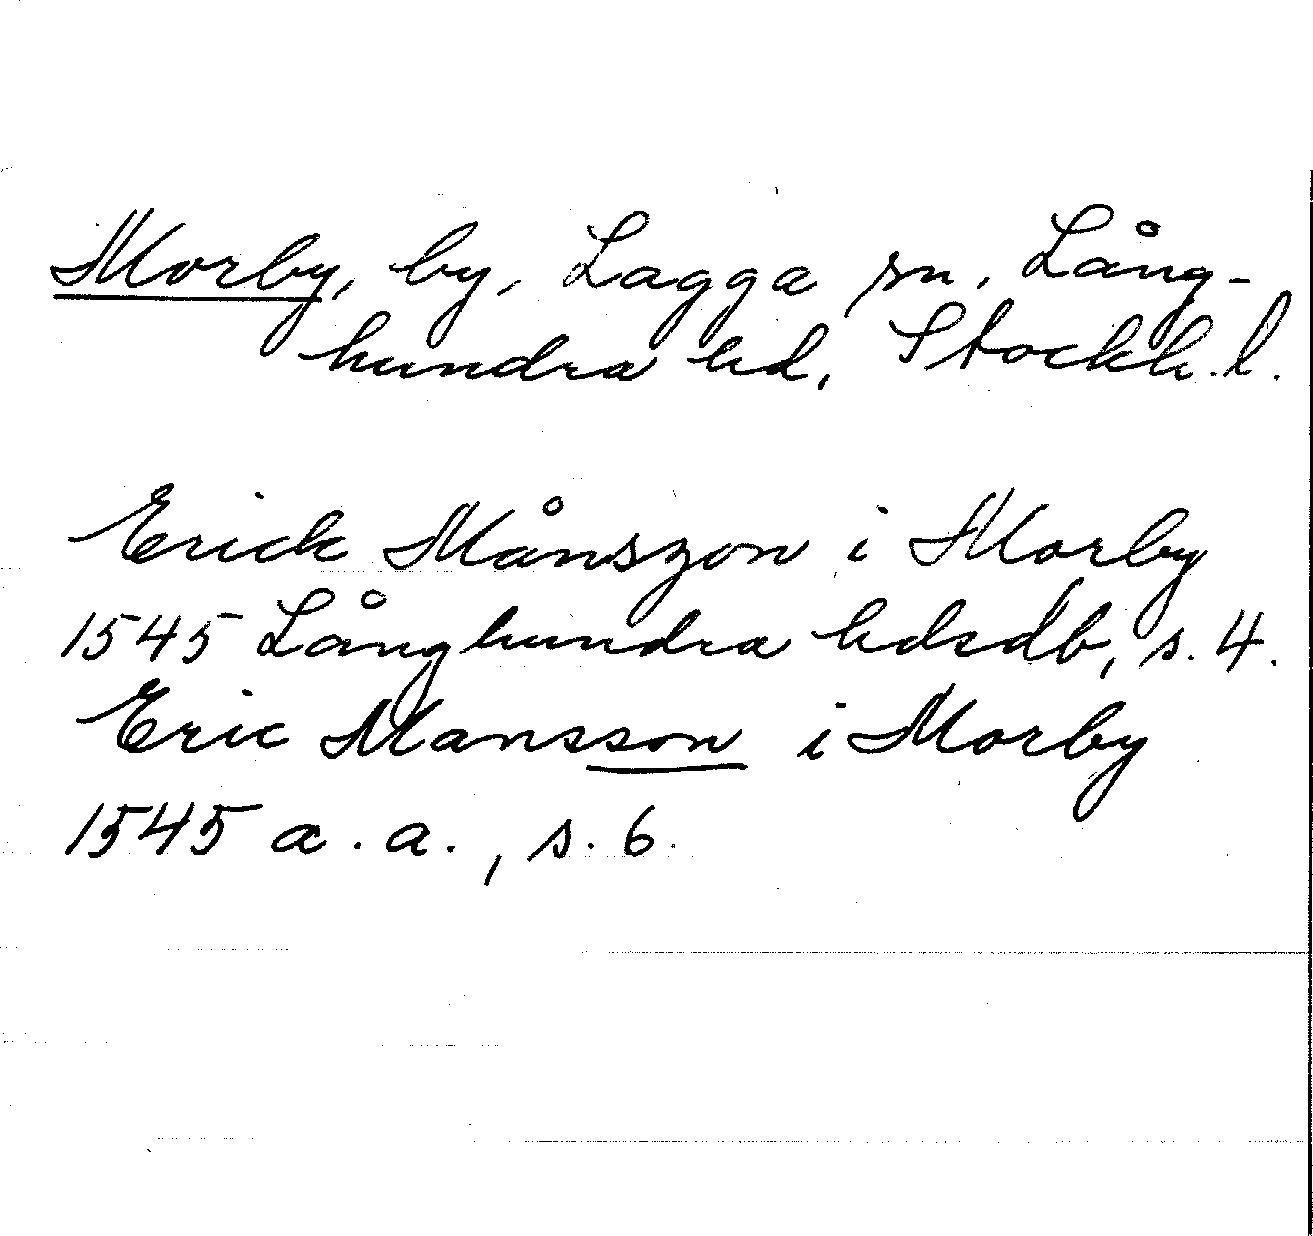 Morby, by, Lagga sn, Lång-
hundra hd, Stockh. l.
Erick Månszon i Morby
1545 Långhundra hdsdb, s. 4.
Eric Mansson i Morby
1545 a. a., s. 6.